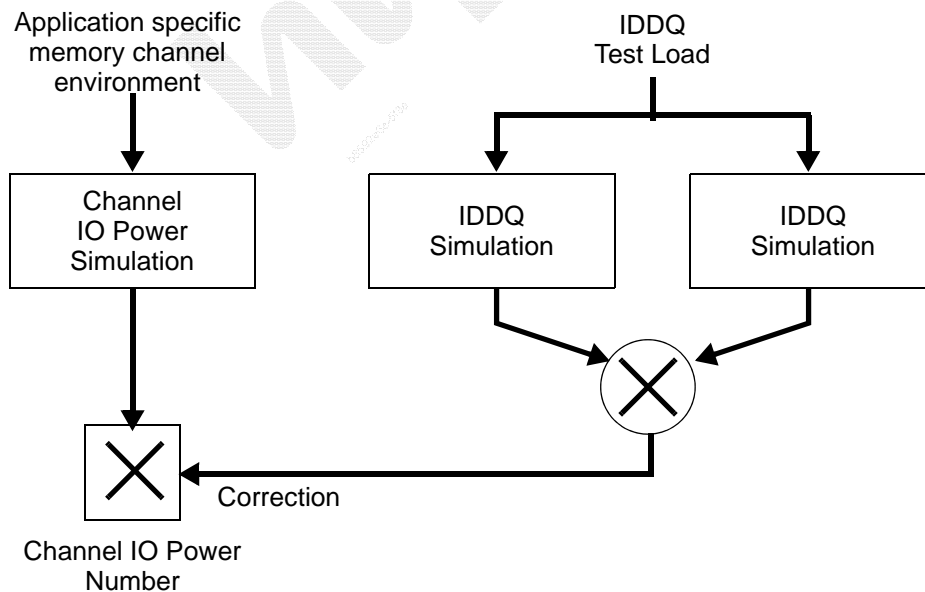 Application specific
memory channel
environment
IDDQ
Test Load
Channel
IO Power
Simulation
IDDQ
Simulation
IDDQ
Simulation
Correction
Channel IO Power
Number